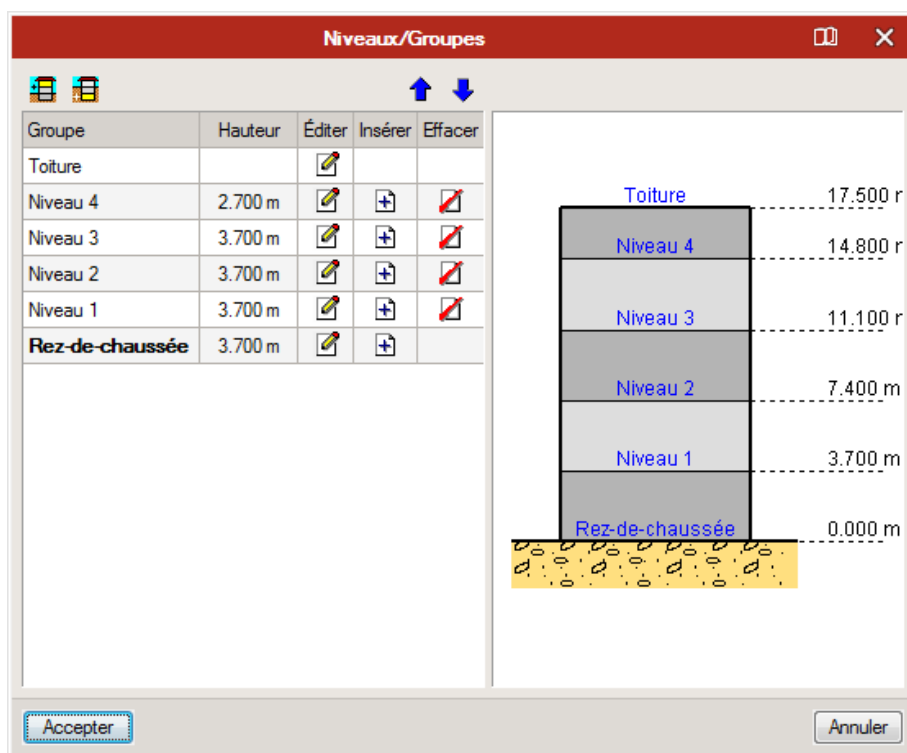 Niveaux/Groupes
Groupe Hauteur Éditer Insérer Effacer
Toiture
Niveau 4 2.700 m
Niveau 3 3.700 m
Niveau 2 3.700 m
Niveau 1 3.700 m
Rez-de-chaussée 3.700 m
Toiture 17.500 r
Niveau 4 14.800 r
Niveau 3 11.100 r
Niveau 2 7.400 m
Niveau 1 3.700 m
Rez-de-chaussée 0.000 m
Accepter Annuler